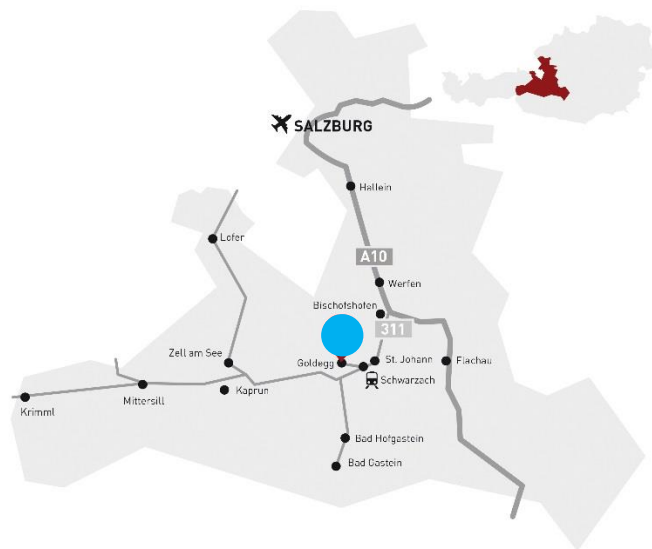 SALZBURG
Hallein
Lofer
A10
Werfen
Bischofshofen
311
Zell am See
Goldegg
St. Johann
Flachau
Schwarzach
Kaprun
Mittersill
Krimml
Bad Hofgastein
Bad Gastein